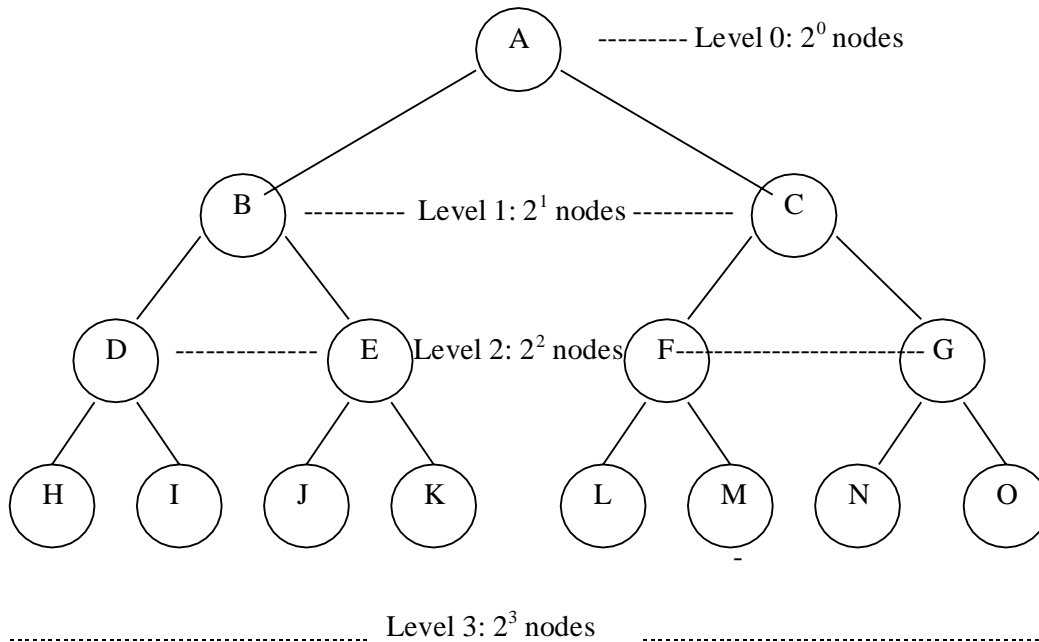 A --------- Level 0: 2⁰ nodes
B ---------- Level 1: 2¹ nodes ---------- C
D -------------- E Level 2: 2² nodes F------------------------- G
H I J K L M N O
-
Level 3: 2³ nodes